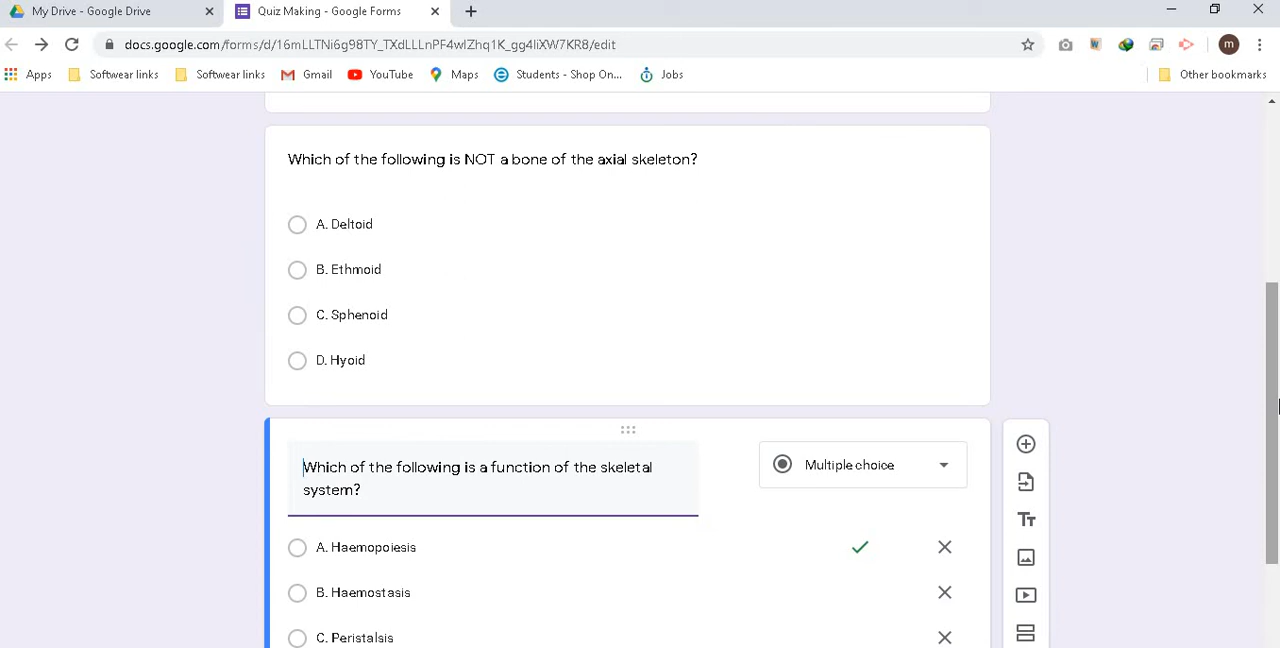 My Drive - Google Drive
Quiz Making - Google Forms
docs.google.com/forms/d/16mLLTNi6g98TY_TXdLLLhPF4wlZhq1K_gg4IiXW7KR8/edit
m
Apps
Softwear links
Softwear links
Gmail
YouTube
Maps
Students - Shop On...
Jobs
Other bookmarks
Which of the following is NOT a bone of the axial skeleton?
A. Deltoid
B. Ethmoid
C. Sphenoid
D. Hyoid
Which of the following is a function of the skeletal
system?
Multiple choice
A. Haemopoiesis
B. Haemostasis
C. Peristalsis